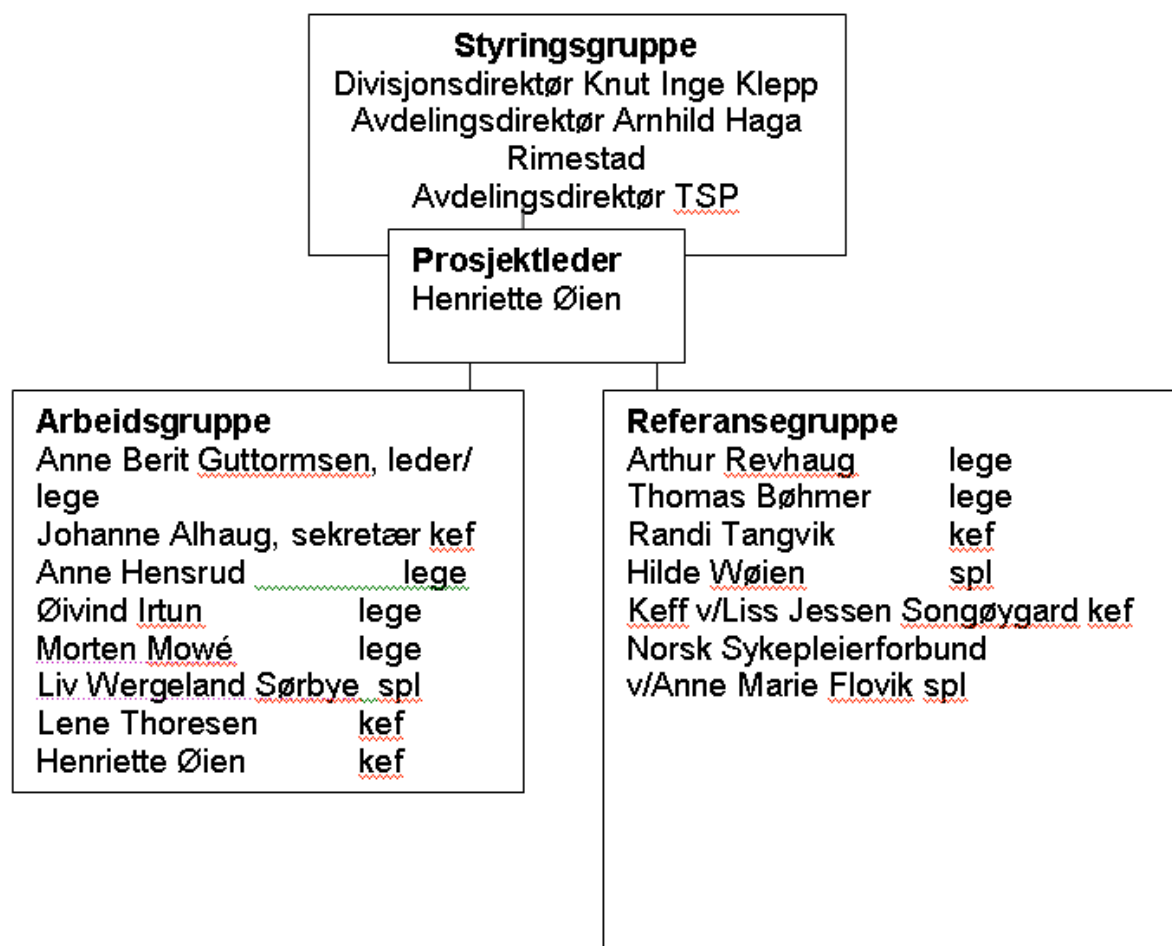 Styringsgruppe
Divisjonsdirektør Knut Inge Klepp
Avdelingsdirektør Arnhild Haga
Rimestad
Avdelingsdirektør TSP
Prosjektleder
Henriette Øien
Arbeidsgruppe
Anne Berit Guttormsen, leder/
lege
Johanne Alhaug, sekretær kef
Anne Hensrud lege
Øivind Irtun lege
Morten Mowé lege
Liv Wergeland Sørbye spl
Lene Thoresen kef
Henriette Øien kef
Referansegruppe
Arthur Revhaug lege
Thomas Bøhmer lege
Randi Tangvik kef
Hilde Wøien spl
Keff v/Liss Jessen Songøygard kef
Norsk Sykepleierforbund
v/Anne Marie Flovik spl